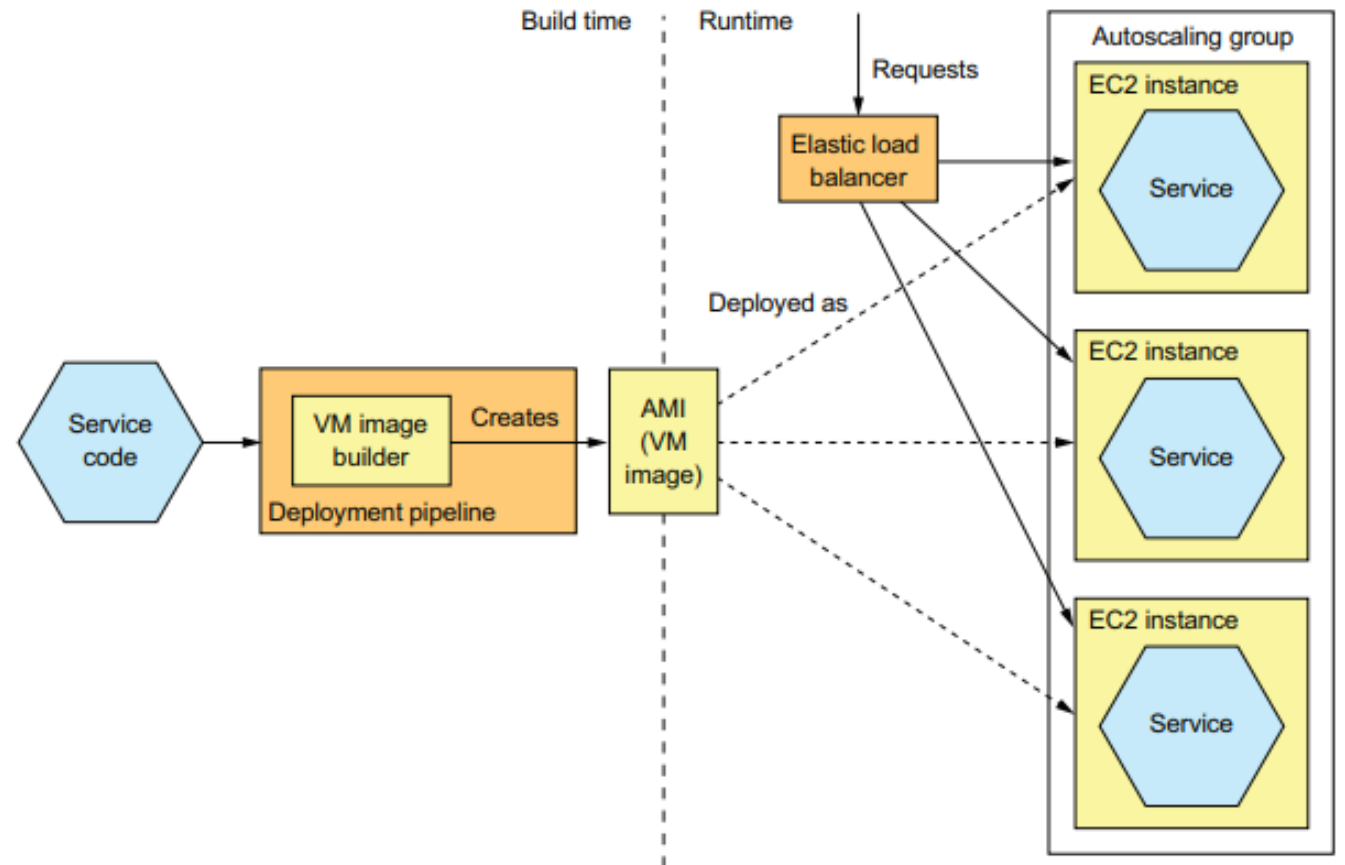 Build time
Runtime
Requests
Autoscaling group
EC2 instance
Service
Elastic load
balancer
Deployed as
EC2 instance
Service
Service
code
VM image
builder
Creates
Deployment pipeline
AMI
(VM
image)
EC2 instance
Service